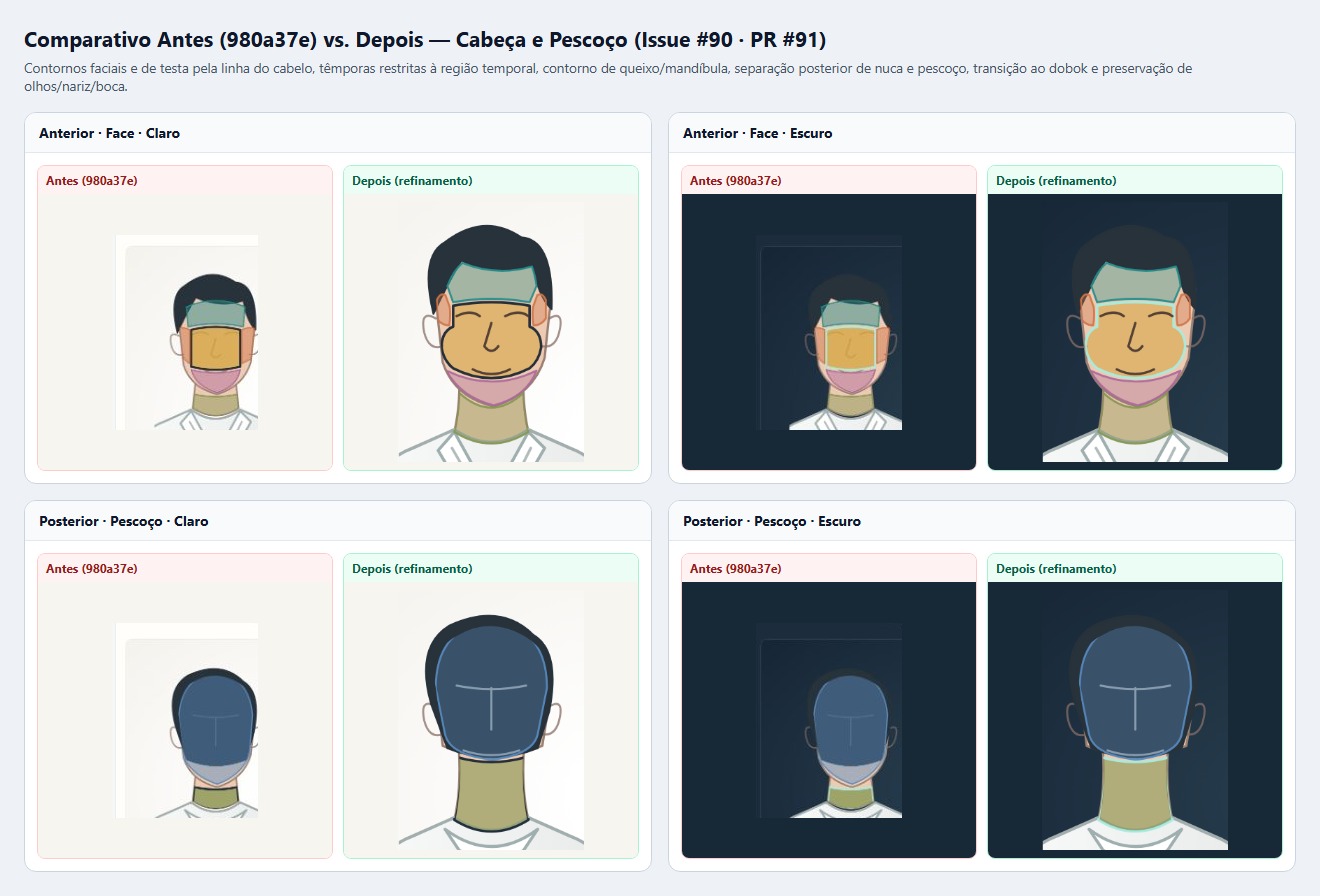 Comparativo Antes (980a37e) vs. Depois — Cabeça e Pescoço (Issue #90 · PR #91)
Contornos faciais e de testa pela linha do cabelo, têmporas restritas à região temporal, contorno de queixo/mandíbula, separação posterior de nuca e pescoço, transição ao dobok e preservação de
olhos/nariz/boca.
Anterior · Face · Claro
Antes (980a37e)
Depois (refinamento)
Anterior · Face · Escuro
Antes (980a37e)
Depois (refinamento)
Posterior · Pescoço · Claro
Antes (980a37e)
Depois (refinamento)
Posterior · Pescoço · Escuro
Antes (980a37e)
Depois (refinamento)